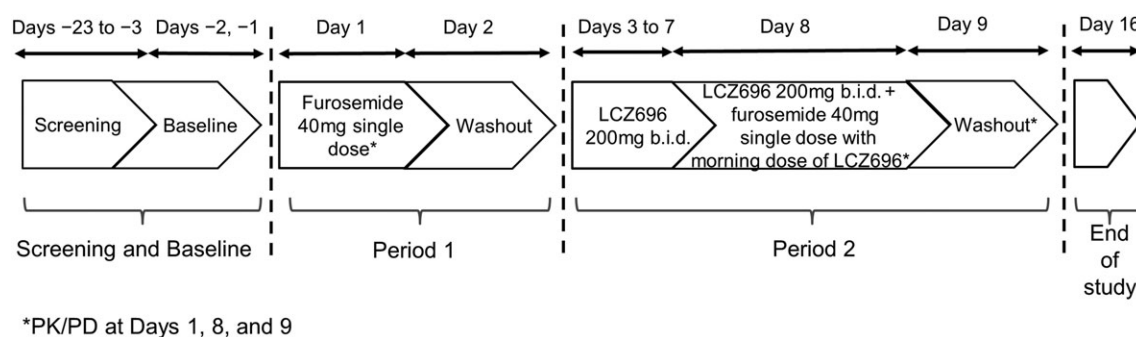 Days −23 to −3 Days −2, −1 Day 1 Day 2 Days 3 to 7 Day 8 Day 9 Day 16
Screening
Baseline
Furosemide
40mg single
dose*
Washout
LCZ696
200mg b.i.d.
LCZ696 200mg b.i.d. +
furosemide 40mg
single dose with
morning dose of LCZ696*
Washout*
Screening and Baseline
Period 1
Period 2
End
of
study
*PK/PD at Days 1, 8, and 9